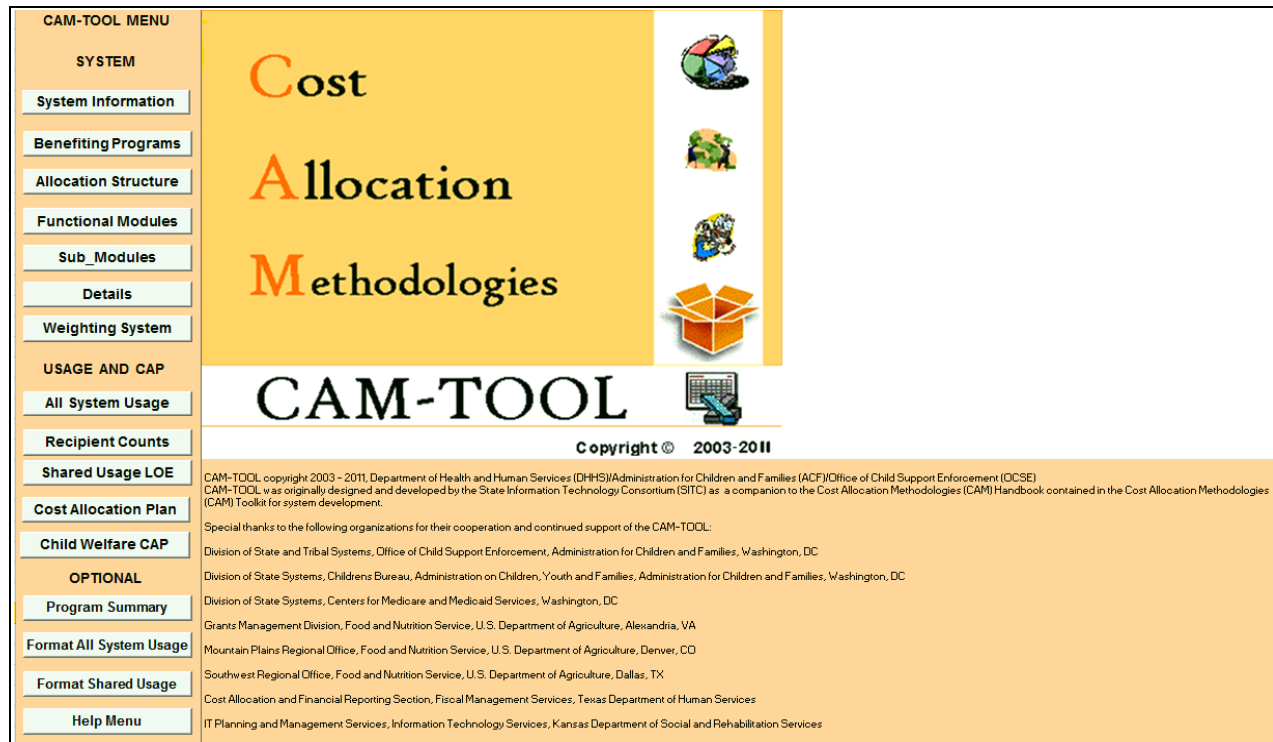 CAM-TOOL MENU
SYSTEM
System Information
Benefiting Programs
Allocation Structure
Functional Modules
Sub_Modules
Details
Weighting System
USAGE AND CAP
All System Usage
Recipient Counts
Shared Usage LOE
Cost Allocation Plan
Child Welfare CAP
OPTIONAL
Program Summary
Format All System Usage
Format Shared Usage
Help Menu
Cost
Allocation
Methodologies
CAM-TOOL
Copyright © 2003-2011
CAM-TOOL copyright 2003 - 2011, Department of Health and Human Services (DHHS)/Administration for Children and Families (ACF)/Office of Child Support Enforcement (OCSE)
CAM-TOOL was originally designed and developed by the State Information Technology Consortium (SITC) as a companion to the Cost Allocation Methodologies (CAM) Handbook contained in the Cost Allocation Methodologies
(CAM) Toolkit for system development.
Special thanks to the following organizations for their cooperation and continued support of the CAM-TOOL:
Division of State and Tribal Systems, Office of Child Support Enforcement, Administration for Children and Families, Washington, DC
Division of State Systems, Childrens Bureau, Administration on Children, Youth and Families, Administration for Children and Families, Washington, DC
Division of State Systems, Centers for Medicare and Medicaid Services, Washington, DC
Grants Management Division, Food and Nutrition Service, U.S. Department of Agriculture, Alexandria, VA
Mountain Plains Regional Office, Food and Nutrition Service, U.S. Department of Agriculture, Denver, CO
Southwest Regional Office, Food and Nutrition Service, U.S. Department of Agriculture, Dallas, TX
Cost Allocation and Financial Reporting Section, Fiscal Management Services, Texas Department of Human Services
IT Planning and Management Services, Information Technology Services, Kansas Department of Social and Rehabilitation Services